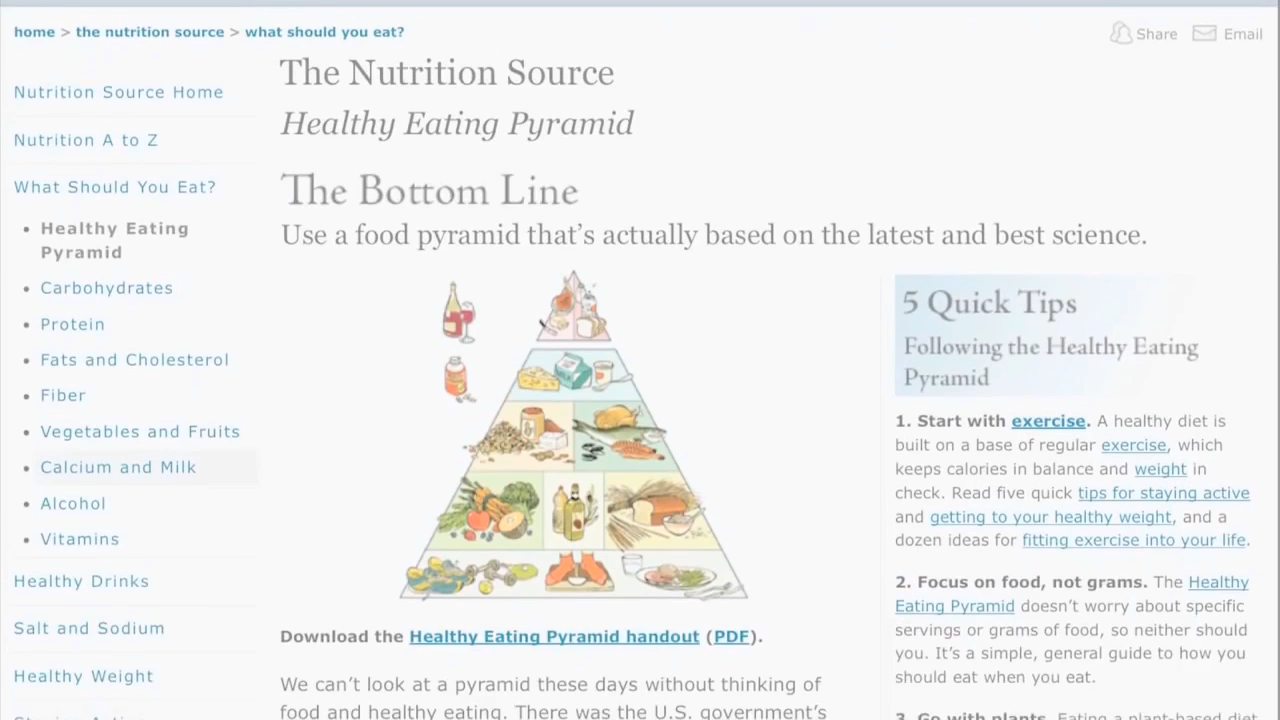 home > the nutrition source > what should you eat?
Share
Email
Nutrition Source Home
Nutrition A to Z
What Should You Eat?
• Healthy Eating
Pyramid
• Carbohydrates
• Protein
• Fats and Cholesterol
• Fiber
• Vegetables and Fruits
• Calcium and Milk
• Alcohol
• Vitamins
Healthy Drinks
Salt and Sodium
Healthy Weight
The Nutrition Source
Healthy Eating Pyramid
The Bottom Line
Use a food pyramid that’s actually based on the latest and best science.
Download the Healthy Eating Pyramid handout (PDF).
We can’t look at a pyramid these days without thinking of
food and healthy eating. There was the U.S. government’s
5 Quick Tips
Following the Healthy Eating
Pyramid
1. Start with exercise. A healthy diet is
built on a base of regular exercise, which
keeps calories in balance and weight in
check. Read five quick tips for staying active
and getting to your healthy weight, and a
dozen ideas for fitting exercise into your life.
2. Focus on food, not grams. The Healthy
Eating Pyramid doesn’t worry about specific
servings or grams of food, so neither should
you. It’s a simple, general guide to how you
should eat when you eat.
3. Go with plants. Eating a plant-based diet